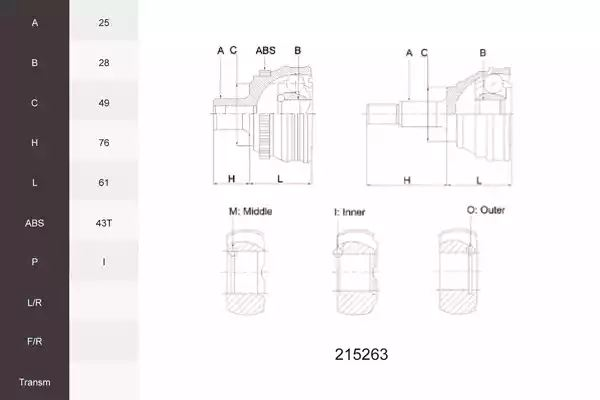 A 25
B 28
C 49
H 76
L 61
ABS 43T
P I
L/R
F/R
Transm
A C ABS B
H L
A C B
H L
M: Middle
I: Inner
O: Outer
215263